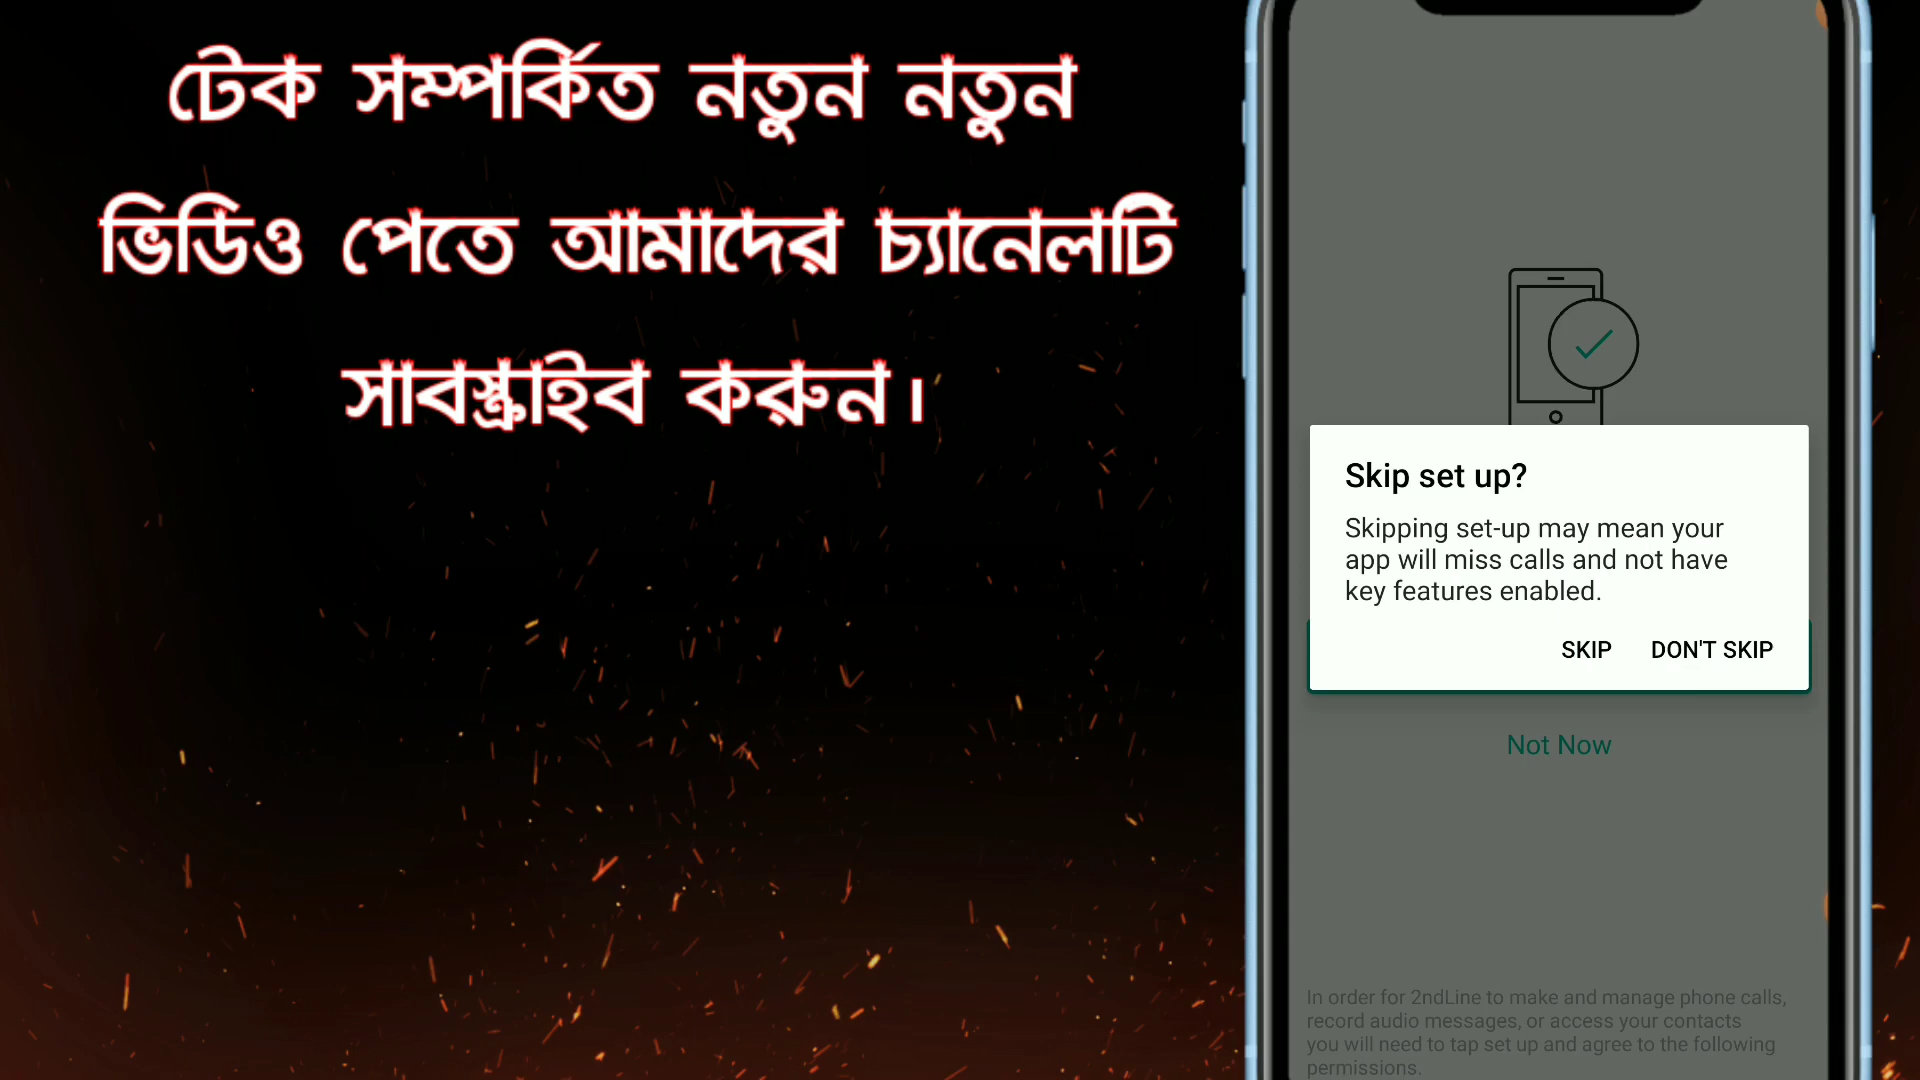 টেক সম্পর্কিত নতুন নতুন
ভিডিও পেতে আমাদের চ্যানেলটি
সাবস্ক্রাইব করুন।
Skip set up?
Skipping set-up may mean your
app will miss calls and not have
key features enabled.
SKIP DON'T SKIP
Not Now
In order for 2ndLine to make and manage phone calls,
record audio messages, or access your contacts
you will need to tap set up and agree to the following
permissions.